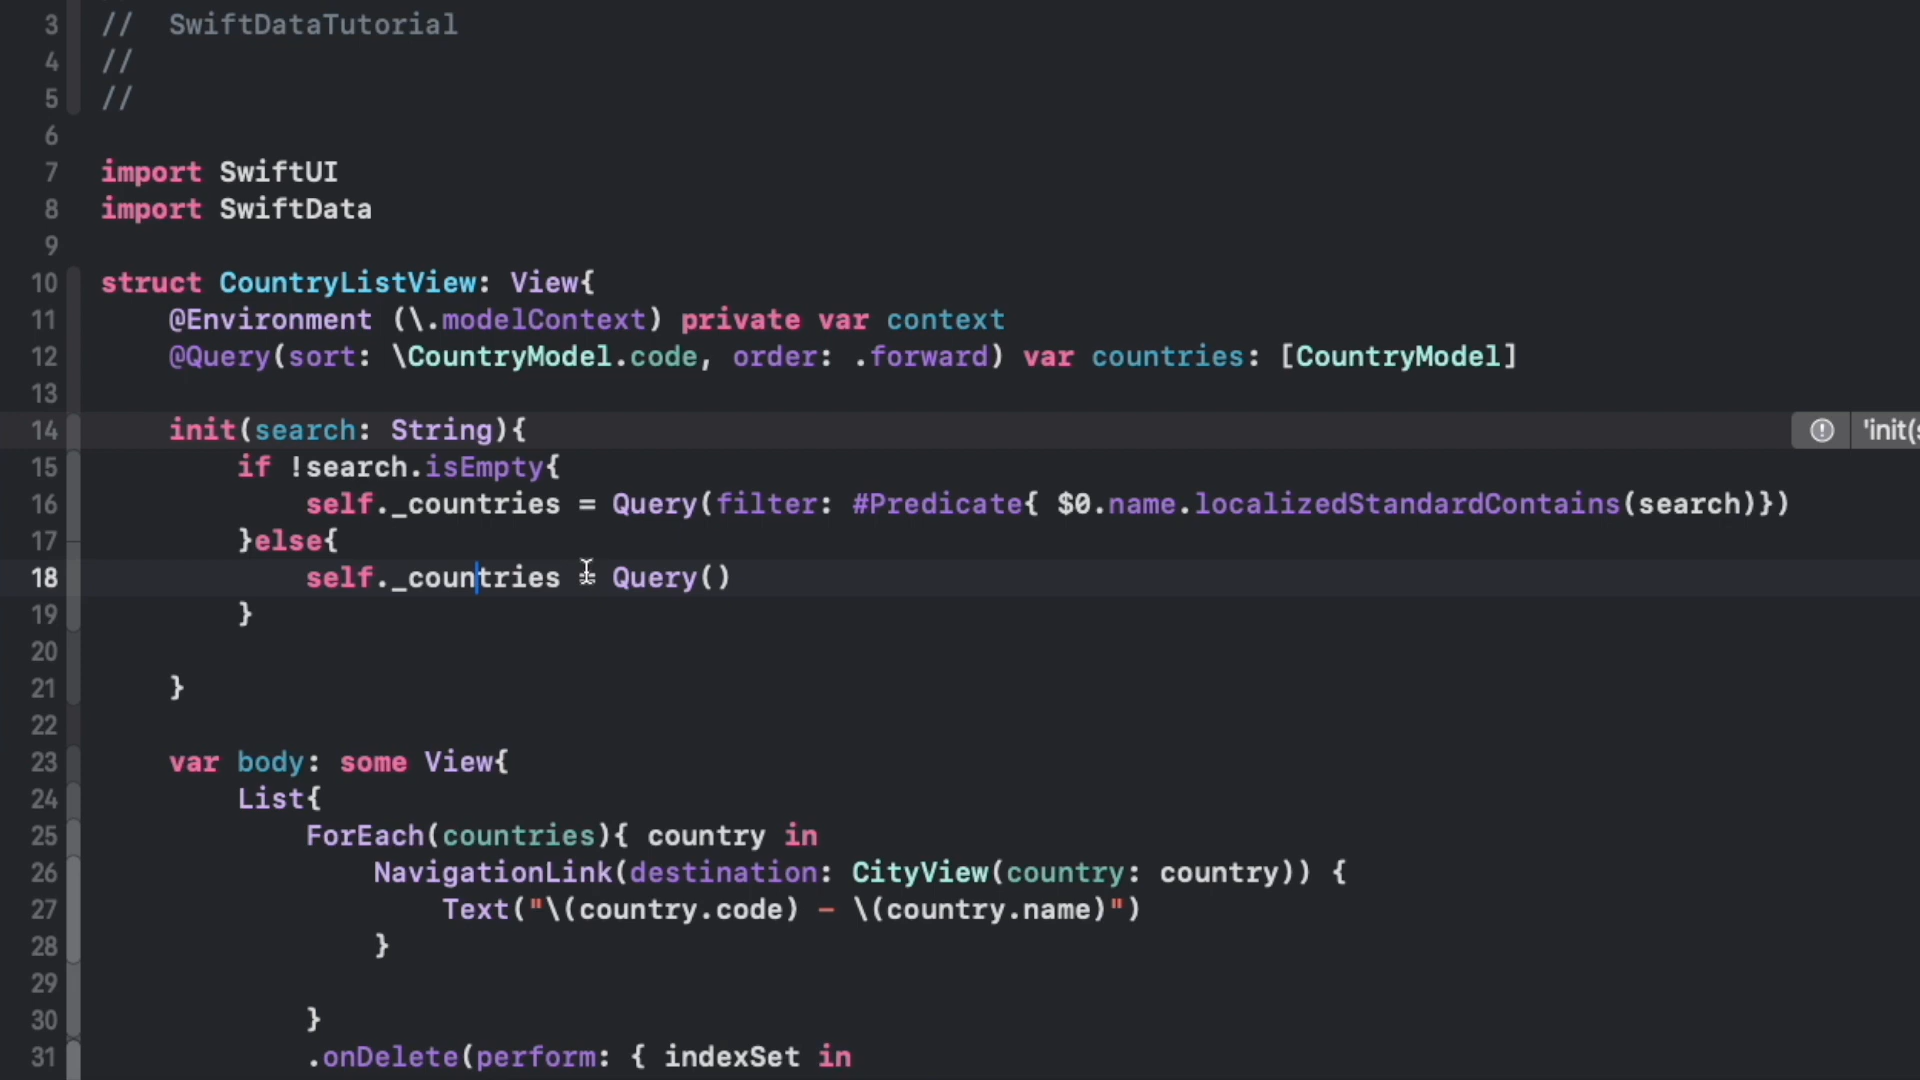 3 //  SwiftDataTutorial
4 //
5 //
6
7 import SwiftUI
8 import SwiftData
9
10 struct CountryListView: View{
11     @Environment (\.modelContext) private var context
12     @Query(sort: \CountryModel.code, order: .forward) var countries: [CountryModel]
13
14     init(search: String){ 'init(s
15         if !search.isEmpty{
16             self._countries = Query(filter: #Predicate{ $0.name.localizedStandardContains(search)})
17         }else{
18             self._countries = Query()
19         }
20
21     }
22
23     var body: some View{
24         List{
25             ForEach(countries){ country in
26                 NavigationLink(destination: CityView(country: country)) {
27                     Text("\(country.code) - \(country.name)")
28                 }
29
30             }
31             .onDelete(perform: { indexSet in